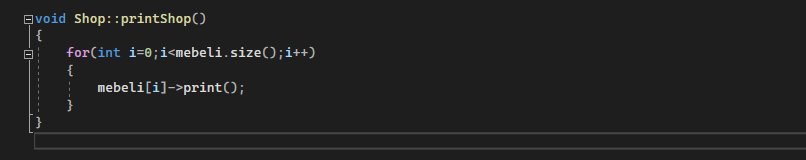 void Shop::printShop()
{
for(int i=0;i<mebeli.size();i++)
{
mebeli[i]->print();
}
}